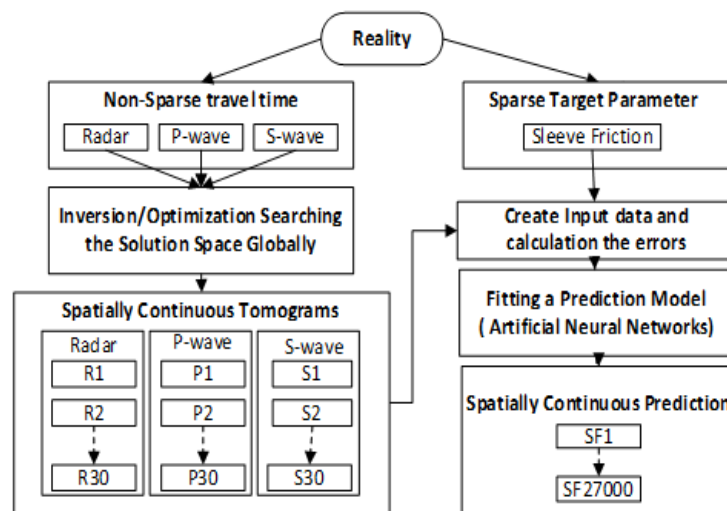 Reality
Non-Sparse travel time
Radar P-wave S-wave
Inversion/Optimization Searching
the Solution Space Globally
Spatially Continuous Tomograms
Radar P-wave S-wave
R1 P1 S1
R2 P2 S2
R30 P30 S30
Sparse Target Parameter
Sleeve Friction
Create Input data and
calculation the errors
Fitting a Prediction Model
( Artificial Neural Networks)
Spatially Continuous Prediction
SF1
SF27000